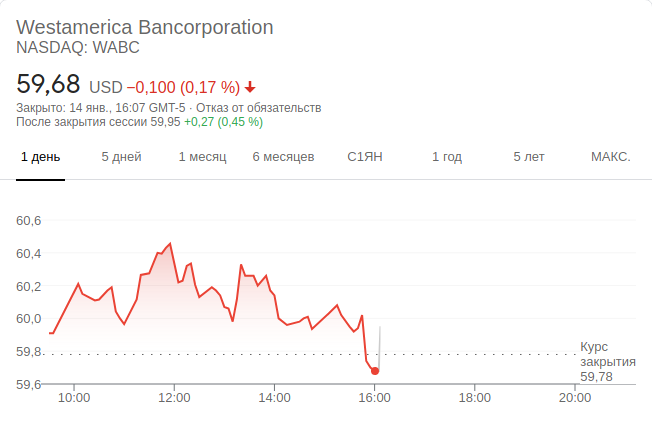 Westamerica Bancorporation
NASDAQ: WABC
59,68 USD −0,100 (0,17 %)
Закрыто: 14 янв., 16:07 GMT-5 · Отказ от обязательств
После закрытия сессии 59,95 +0,27 (0,45 %)
1 день 5 дней 1 месяц 6 месяцев С1ЯН 1 год 5 лет МАКС.
60,6
60,4
60,2
60,0
59,8
59,6
Курс
закрытия
59,78
10:00 12:00 14:00 16:00 18:00 20:00